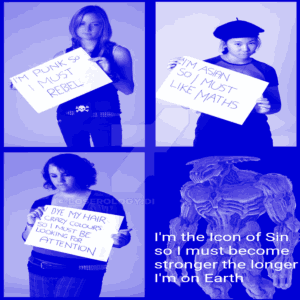 I'M PUNK SO
I MUST
REBEL
I'M ASIAN
SO I MUST
LIKE MATHS
I DYE MY HAIR
CRAZY COLOURS
SO I MUST BE
LOOKING FOR
ATTENTION
I'm the Icon of Sin
so I must become
stronger the longer
I'm on Earth